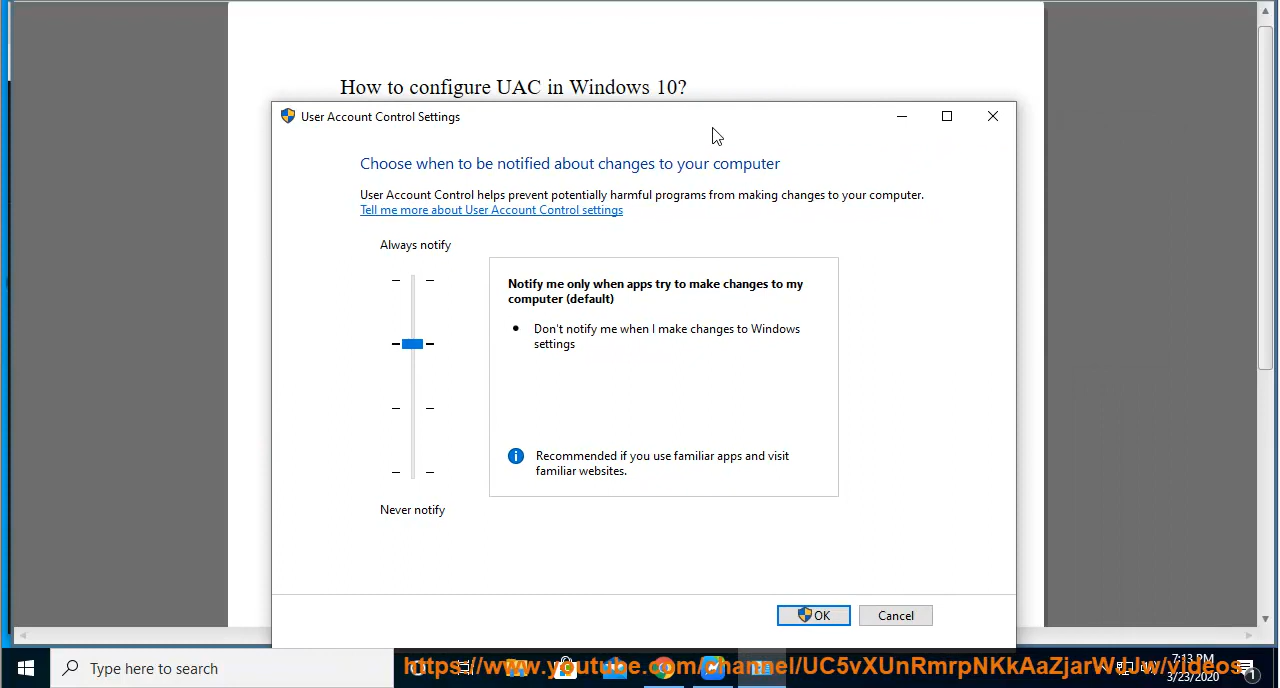 How to configure UAC in Windows 10?
User Account Control Settings
Choose when to be notified about changes to your computer
User Account Control helps prevent potentially harmful programs from making changes to your computer.
Tell me more about User Account Control settings
Always notify
Notify me only when apps try to make changes to my
computer (default)
Don't notify me when I make changes to Windows
settings
Recommended if you use familiar apps and visit
familiar websites.
Never notify
OK
Cancel
Type here to search
7:13 PM
3/23/2020
1